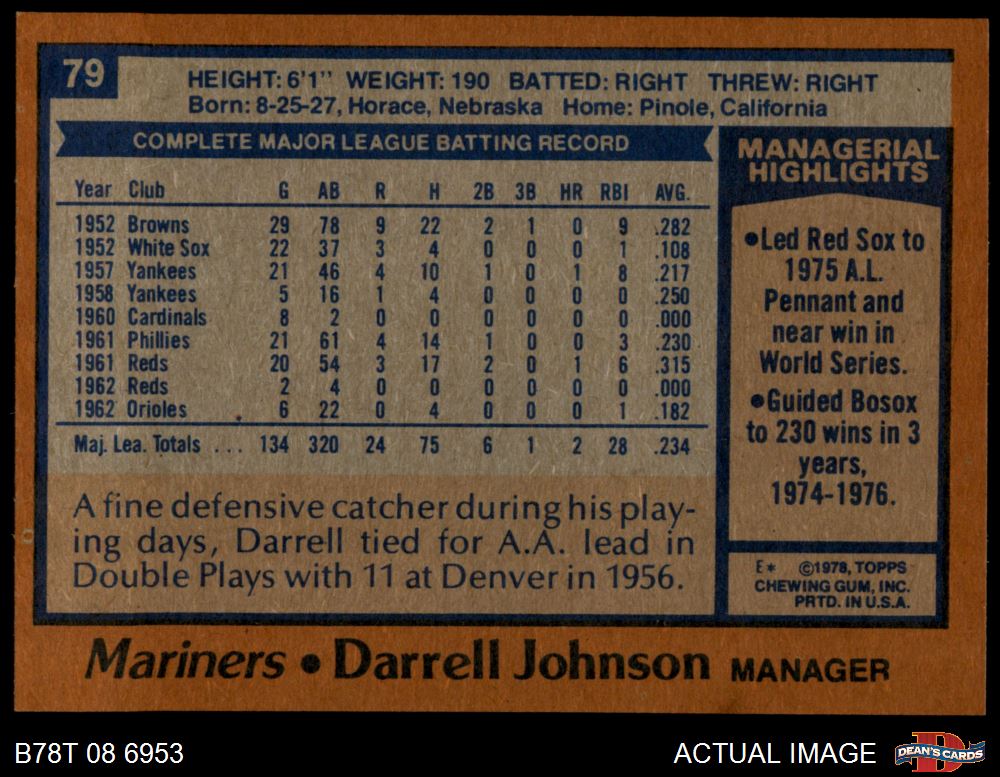 79
HEIGHT: 6'1" WEIGHT: 190 BATTED: RIGHT THREW: RIGHT
Born: 8-25-27, Horace, Nebraska Home: Pinole, California
COMPLETE MAJOR LEAGUE BATTING RECORD
Year Club G AB R H 2B 3B HR RBI AVG.
1952 Browns 29 78 9 22 2 1 0 9 .282
1952 White Sox 22 37 3 4 0 0 0 1 .108
1957 Yankees 21 46 4 10 1 0 1 8 .217
1958 Yankees 5 16 1 4 0 0 0 0 .250
1960 Cardinals 8 2 0 0 0 0 0 0 .000
1961 Phillies 21 61 4 14 1 0 0 3 .230
1961 Reds 20 54 3 17 2 0 1 6 .315
1962 Reds 2 4 0 0 0 0 0 0 .000
1962 Orioles 6 22 0 4 0 0 0 1 .182
Maj. Lea. Totals ... 134 320 24 75 6 1 2 28 .234
A fine defensive catcher during his play-
ing days, Darrell tied for A.A. lead in
Double Plays with 11 at Denver in 1956.
MANAGERIAL
HIGHLIGHTS
•Led Red Sox to
1975 A.L.
Pennant and
near win in
World Series.
•Guided Bosox
to 230 wins in 3
years,
1974-1976.
E* ©1978, TOPPS
CHEWING GUM, INC.
PRTD. IN U.S.A.
Mariners • Darrell Johnson MANAGER
B78T 08 6953
ACTUAL IMAGE
D
DEAN'S CARDS